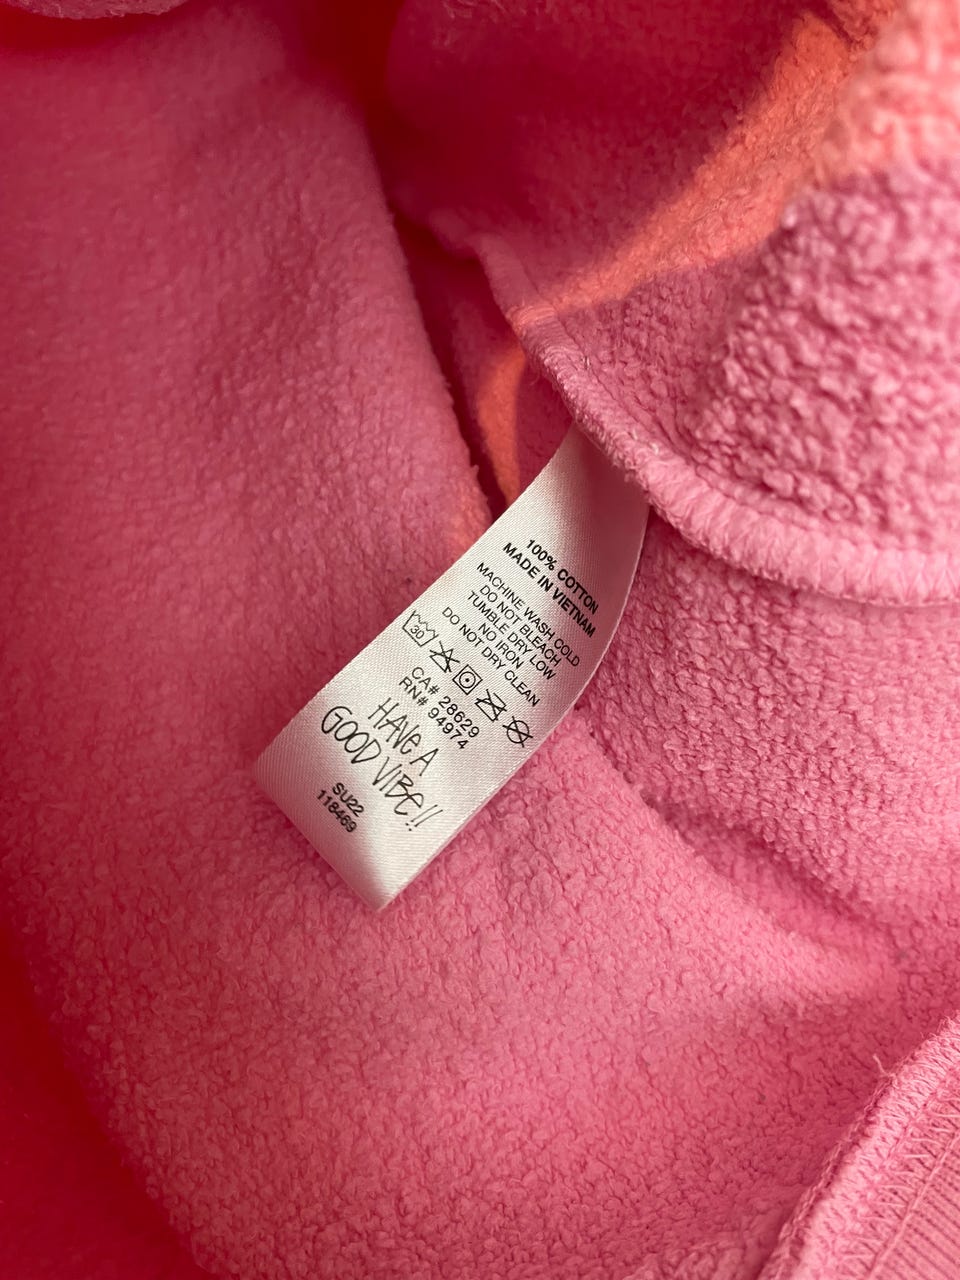 100% COTTON
MADE IN VIETNAM
MACHINE WASH COLD
DO NOT BLEACH
TUMBLE DRY LOW
NO IRON
DO NOT DRY CLEAN
30
CA# 28629
RN# 94974
HAVE A
GOOD VIBE!!
SU22
118469